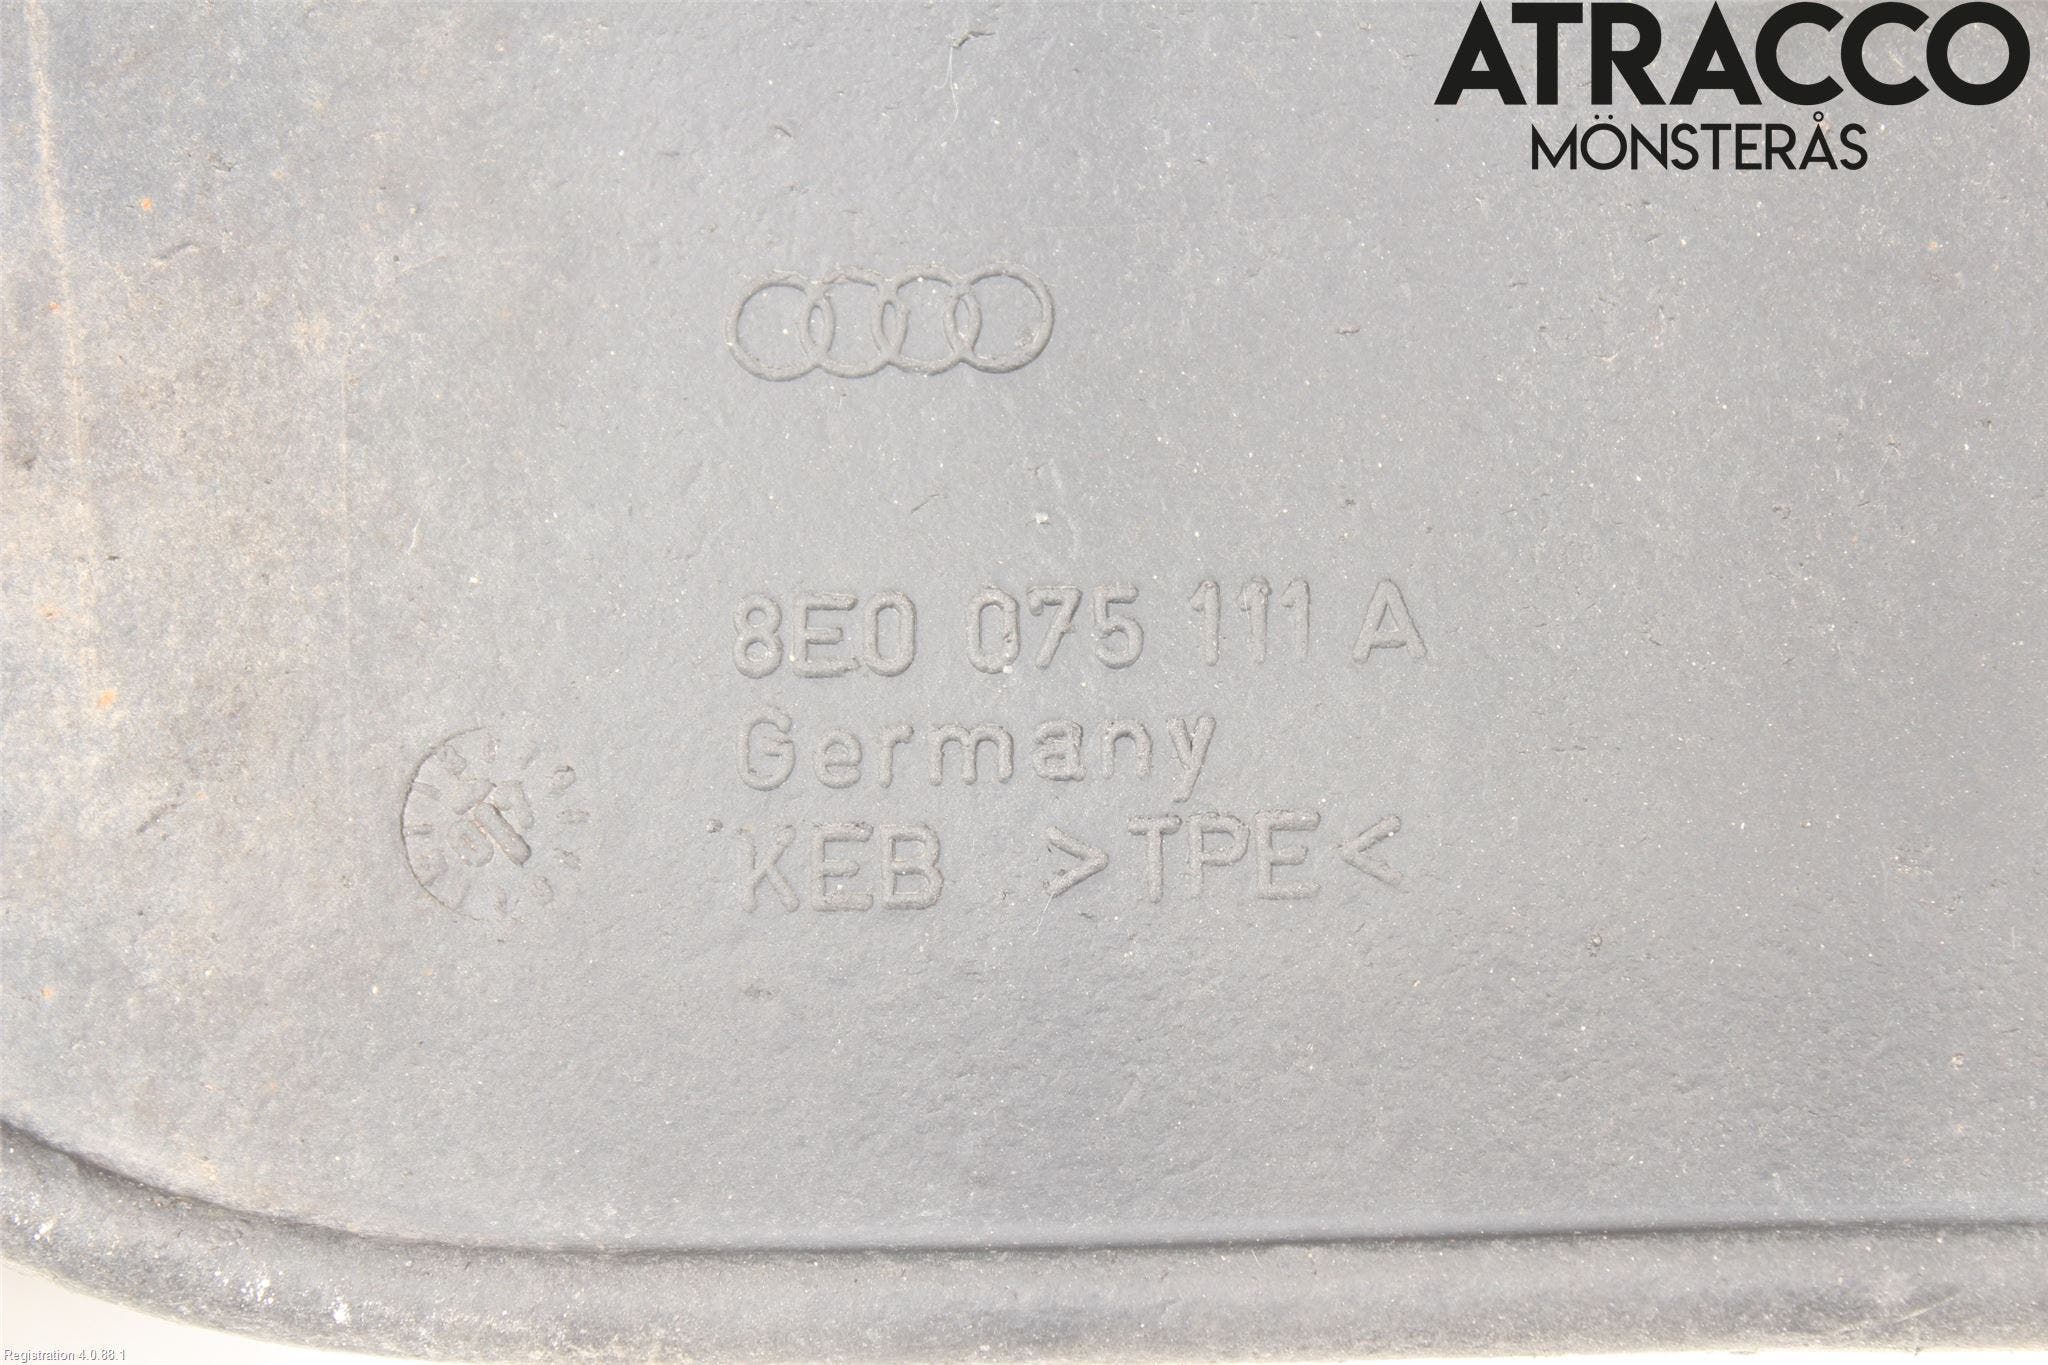 ATRACCO
MÖNSTERÅS
8E0 075 111 A
Germany
KEB >TPE<
Registration 4.0.88.1